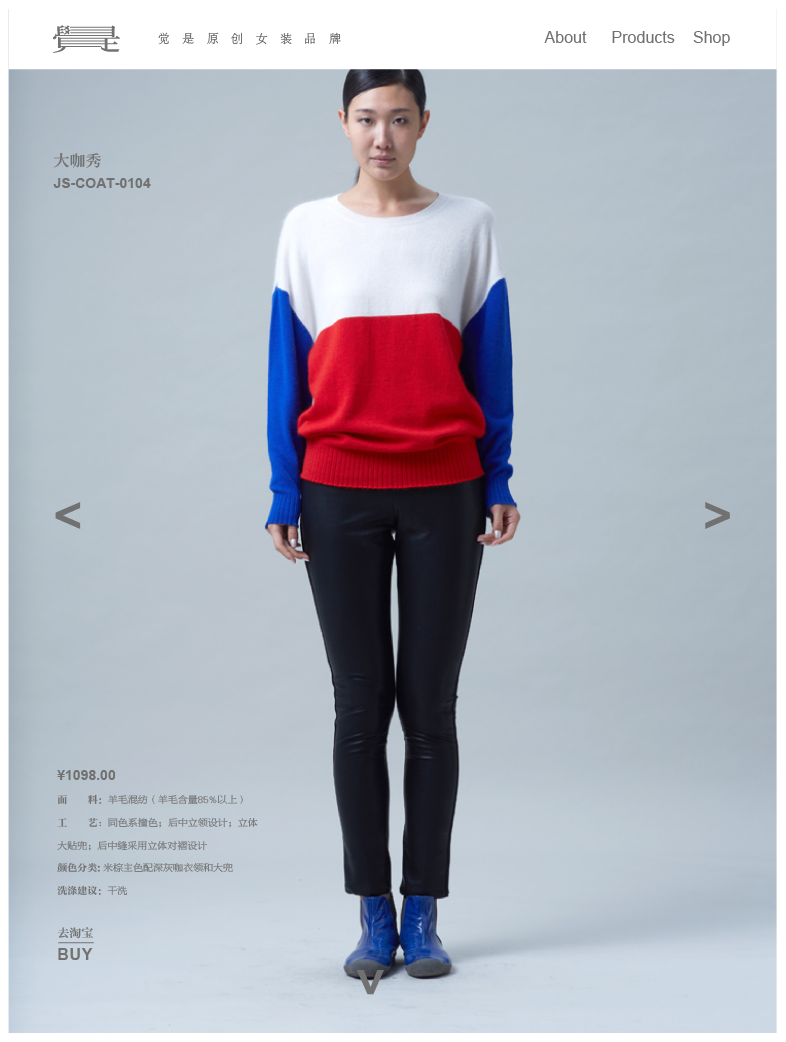 覺是
觉是原创女装品牌
About Products Shop
大咖秀
JS-COAT-0104
<
>
¥1098.00
面 料：羊毛混纺（羊毛含量85%以上）
工 艺：同色系撞色；后中立领设计；立体
大贴兜；后中缝采用立体对褶设计
颜色分类: 米棕主色配深灰咖衣领和大兜
洗涤建议：干洗
去淘宝
BUY